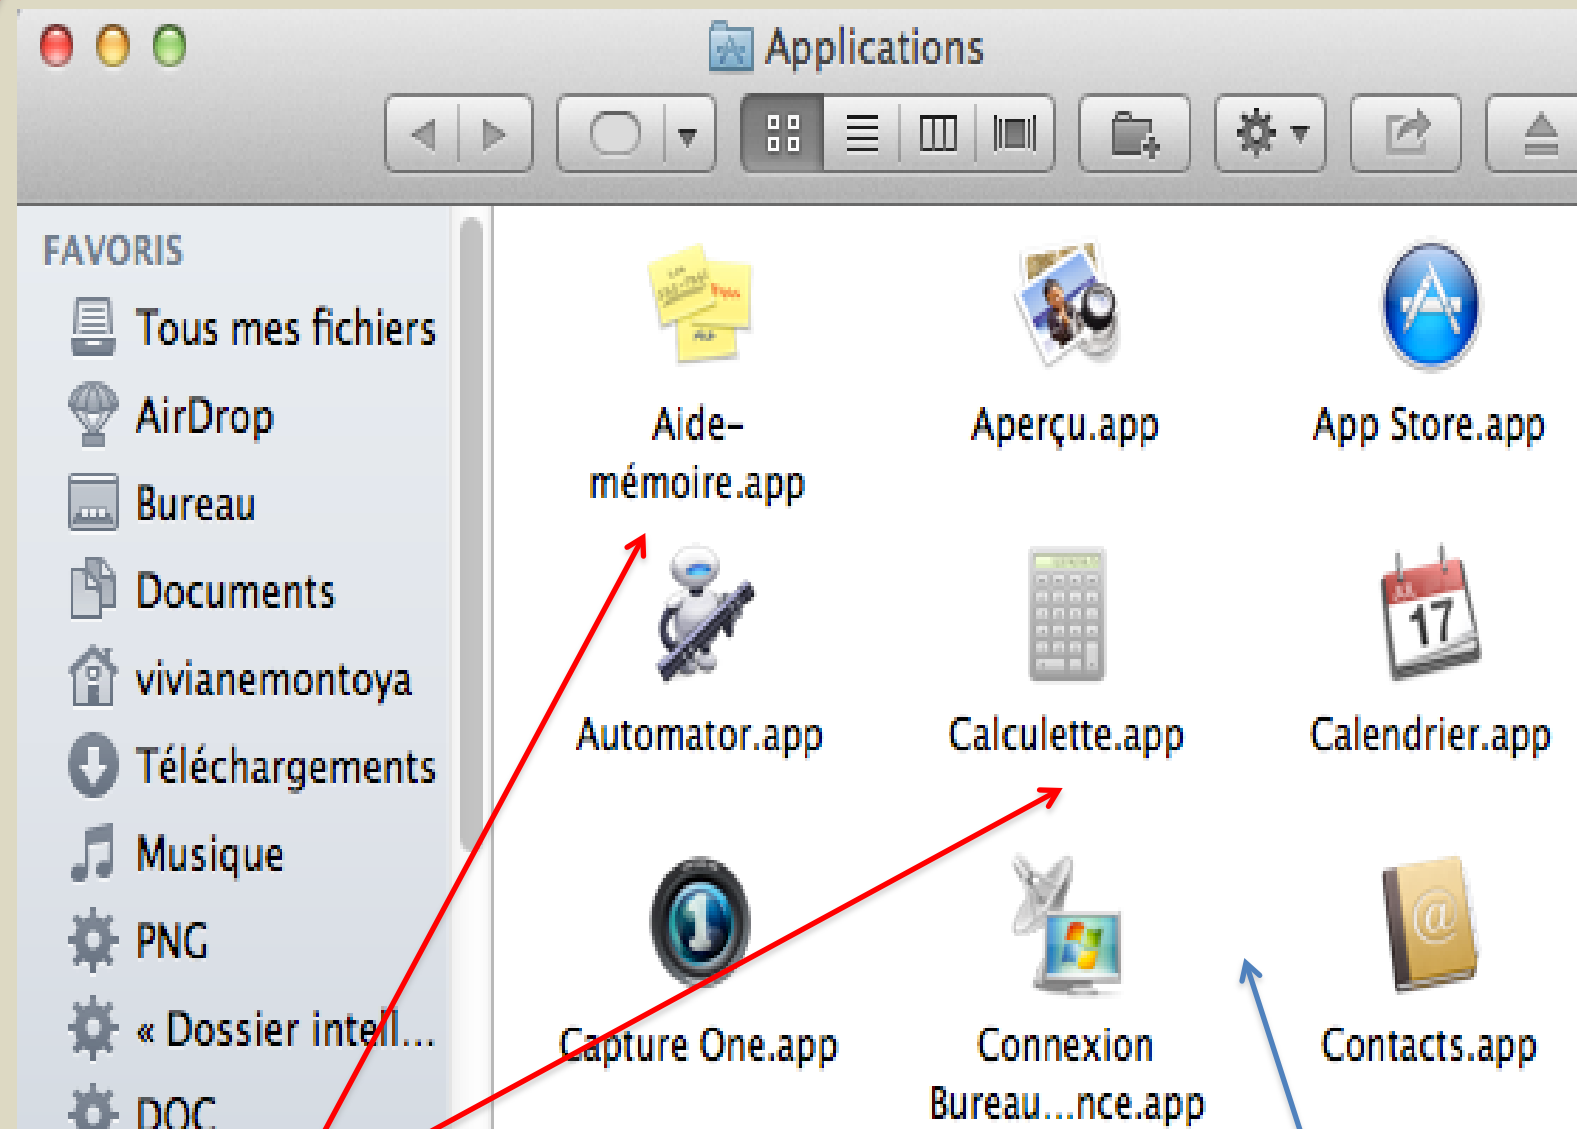 Applications
FAVORIS
Tous mes fichiers
AirDrop
Bureau
Documents
vivianemontoya
Téléchargements
Musique
PNG
« Dossier intell...
DOC
Aide-
mémoire.app
Aperçu.app
App Store.app
Automator.app
Calculette.app
17
Calendrier.app
1
Capture One.app
Connexion
Bureau...nce.app
@
Contacts.app